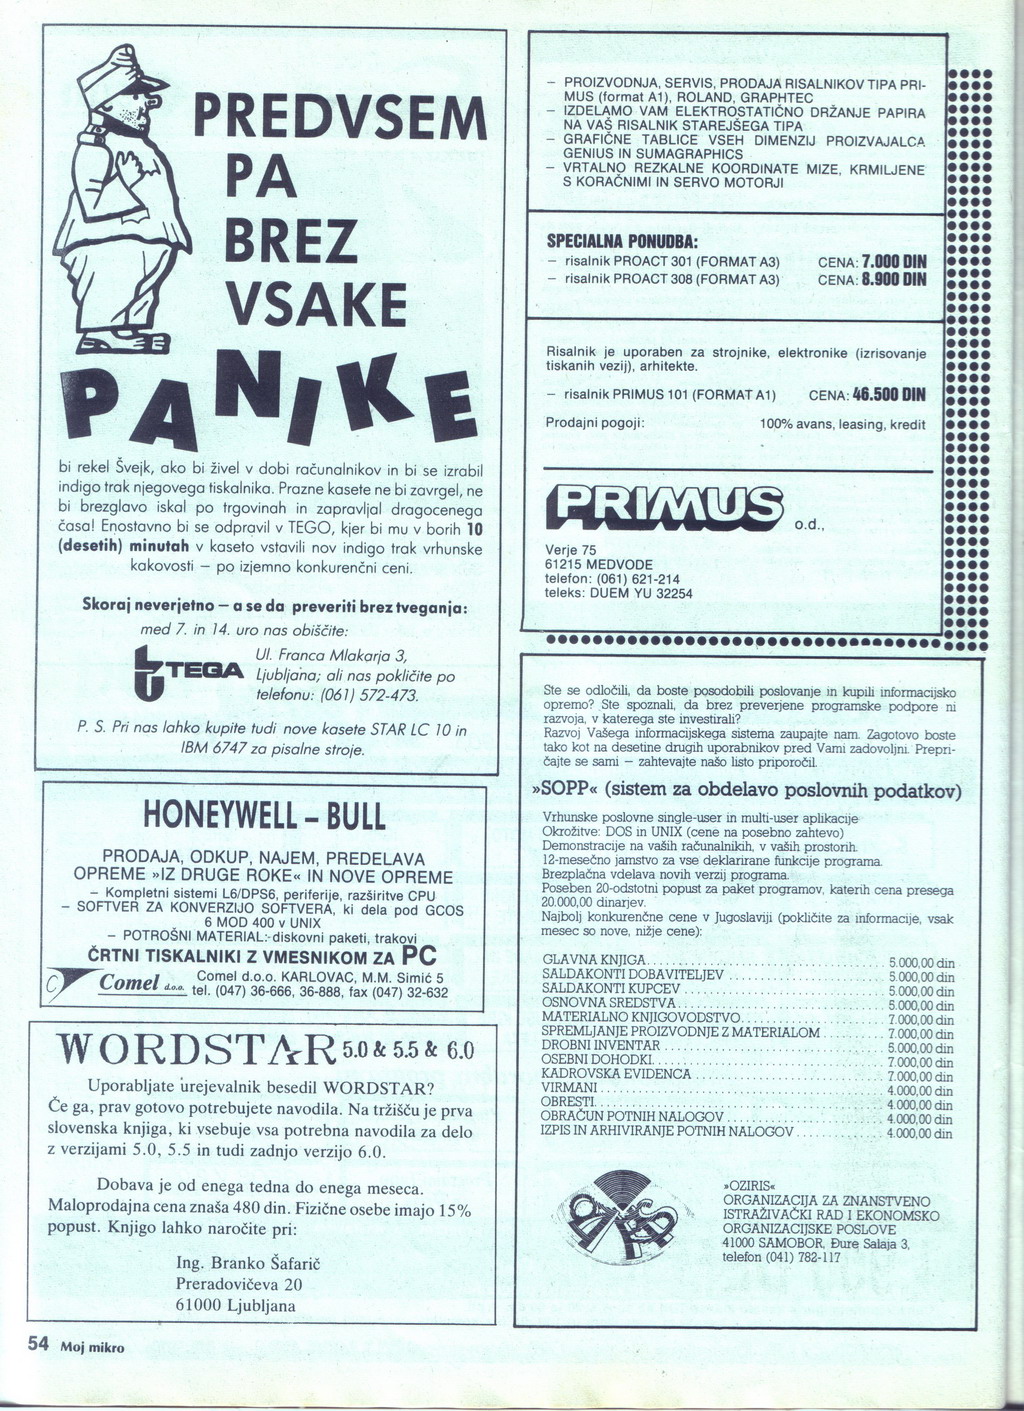 PREDVSEM
PA
BREZ
VSAKE
PANIKE
bi rekel Švejk, ako bi živel v dobi računalnikov in bi se izrabil
indigo trak njegovega tiskalnika. Prazne kasete ne bi zavrgel, ne
bi brezglavo iskal po trgovinah in zapravljal dragocenega
časa! Enostavno bi se odpravil v TEGO, kjer bi mu v borih 10
(desetih) minutah v kaseto vstavili nov indigo trak vrhunske
kakovosti – po izjemno konkurenčni ceni.
Skoraj neverjetno – a se da preveriti brez tveganja:
med 7. in 14. uro nas obiščite:
TEGA
Ul. Franca Mlakarja 3,
Ljubljana; ali nas pokličite po
telefonu: (061) 572-473.
P. S. Pri nas lahko kupite tudi nove kasete STAR LC 10 in
IBM 6747 za pisalne stroje.
HONEYWELL – BULL
PRODAJA, ODKUP, NAJEM, PREDELAVA
OPREME »IZ DRUGE ROKE« IN NOVE OPREME
– Kompletni sistemi L6/DPS6, periferije, razširitve CPU
– SOFTVER ZA KONVERZIJO SOFTVERA, ki dela pod GCOS
6 MOD 400 v UNIX
– POTROŠNI MATERIAL: diskovni paketi, trakovi
ČRTNI TISKALNIKI Z VMESNIKOM ZA PC
Comel d.o.o.
Comel d.o.o. KARLOVAC, M.M. Simić 5
tel. (047) 36-666, 36-888, fax (047) 32-632
WORDSTAR 5.0 & 5.5 & 6.0
Uporabljate urejevalnik besedil WORDSTAR?
Če ga, prav gotovo potrebujete navodila. Na tržišču je prva
slovenska knjiga, ki vsebuje vsa potrebna navodila za delo
z verzijami 5.0, 5.5 in tudi zadnjo verzijo 6.0.
Dobava je od enega tedna do enega meseca.
Maloprodajna cena znaša 480 din. Fizične osebe imajo 15%
popust. Knjigo lahko naročite pri:
Ing. Branko Šafarič
Preradovičeva 20
61000 Ljubljana
– PROIZVODNJA, SERVIS, PRODAJA RISALNIKOV TIPA PRI-
MUS (format A1), ROLAND, GRAPHTEC
– IZDELAMO VAM ELEKTROSTATIČNO DRŽANJE PAPIRA
NA VAŠ RISALNIK STAREJŠEGA TIPA
– GRAFIČNE TABLICE VSEH DIMENZIJ PROIZVAJALCA
GENIUS IN SUMAGRAPHICS
– VRTALNO REZKALNE KOORDINATE MIZE, KRMILJENE
S KORAČNIMI IN SERVO MOTORJI
SPECIALNA PONUDBA:
– risalnik PROACT 301 (FORMAT A3) CENA: 7.000 DIN
– risalnik PROACT 308 (FORMAT A3) CENA: 8.900 DIN
Risalnik je uporaben za strojnike, elektronike (izrisovanje
tiskanih vezij), arhitekte.
– risalnik PRIMUS 101 (FORMAT A1) CENA: 46.500 DIN
Prodajni pogoji: 100% avans, leasing, kredit
PRIMUS o.d.,
Verje 75
61215 MEDVODE
telefon: (061) 621-214
teleks: DUEM YU 32254
Ste se odločili, da boste posodobili poslovanje in kupili informacijsko
opremo? Ste spoznali, da brez preverjene programske podpore ni
razvoja, v katerega ste investirali?
Razvoj Vašega informacijskega sistema zaupajte nam. Zagotovo boste
tako kot na desetine drugih uporabnikov pred Vami zadovoljni. Prepri-
čajte se sami – zahtevajte našo listo priporočil.
»SOPP« (sistem za obdelavo poslovnih podatkov)
Vrhunske poslovne single-user in multi-user aplikacije
Okrožitve: DOS in UNIX (cene na posebno zahtevo)
Demonstracije na vaših računalnikih, v vaših prostorih.
12-mesečno jamstvo za vse deklarirane funkcije programa.
Brezplačna vdelava novih verzij programa.
Poseben 20-odstotni popust za paket programov, katerih cena presega
20.000,00 dinarjev.
Najbolj konkurenčne cene v Jugoslaviji (pokličite za informacije, vsak
mesec so nove, nižje cene):
GLAVNA KNJIGA 5.000,00 din
SALDAKONTI DOBAVITELJEV 5.000,00 din
SALDAKONTI KUPCEV 5.000,00 din
OSNOVNA SREDSTVA 5.000,00 din
MATERIALNO KNJIGOVODSTVO 7.000,00 din
SPREMLJANJE PROIZVODNJE Z MATERIALOM 7.000,00 din
DROBNI INVENTAR 5.000,00 din
OSEBNI DOHODKI 7.000,00 din
KADROVSKA EVIDENCA 7.000,00 din
VIRMANI 4.000,00 din
OBRESTI 4.000,00 din
OBRAČUN POTNIH NALOGOV 4.000,00 din
IZPIS IN ARHIVIRANJE POTNIH NALOGOV 4.000,00 din
»OZIRIS«
ORGANIZACIJA ZA ZNANSTVENO
ISTRAŽIVAČKI RAD I EKONOMSKO
ORGANIZACIJSKE POSLOVE
41000 SAMOBOR, Đure Salaja 3,
telefon (041) 782-117
54 Moj mikro